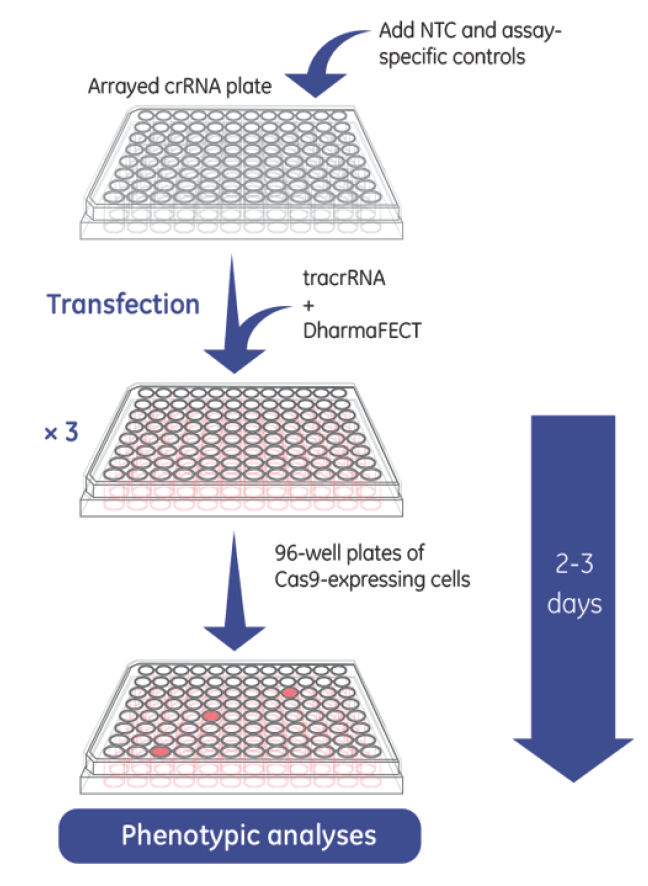 Add NTC and assay-
specific controls
Arrayed crRNA plate
Transfection
tracrRNA
+
DharmaFECT
× 3
96-well plates of
Cas9-expressing cells
2-3
days
Phenotypic analyses